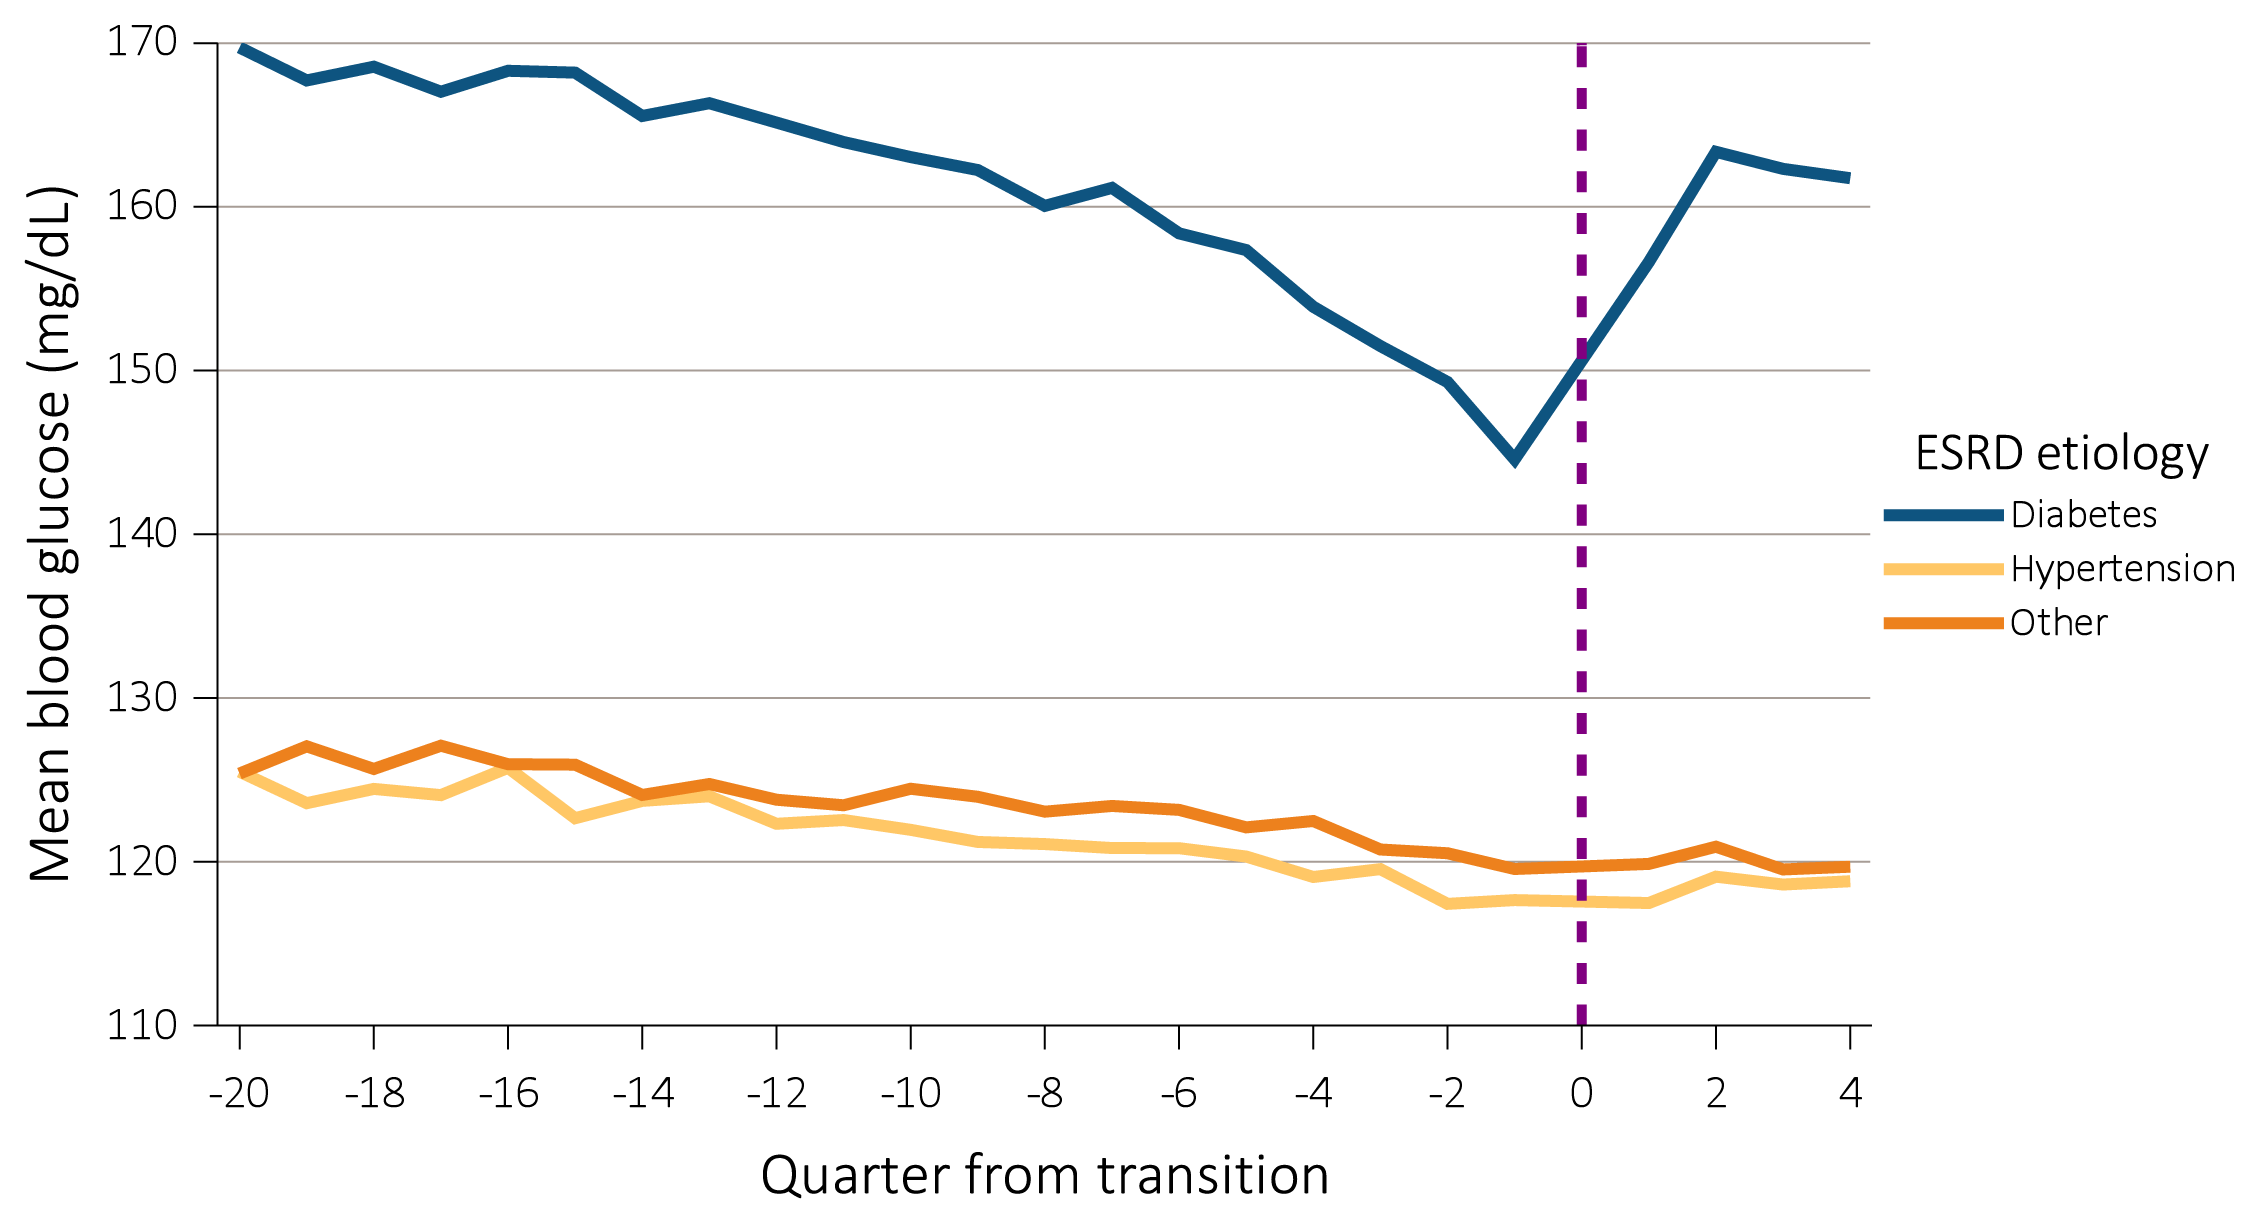 170
160
150
140
130
120
110
Mean blood glucose (mg/dL)
-20 -18 -16 -14 -12 -10 -8 -6 -4 -2 0 2 4
Quarter from transition
ESRD etiology
Diabetes
Hypertension
Other